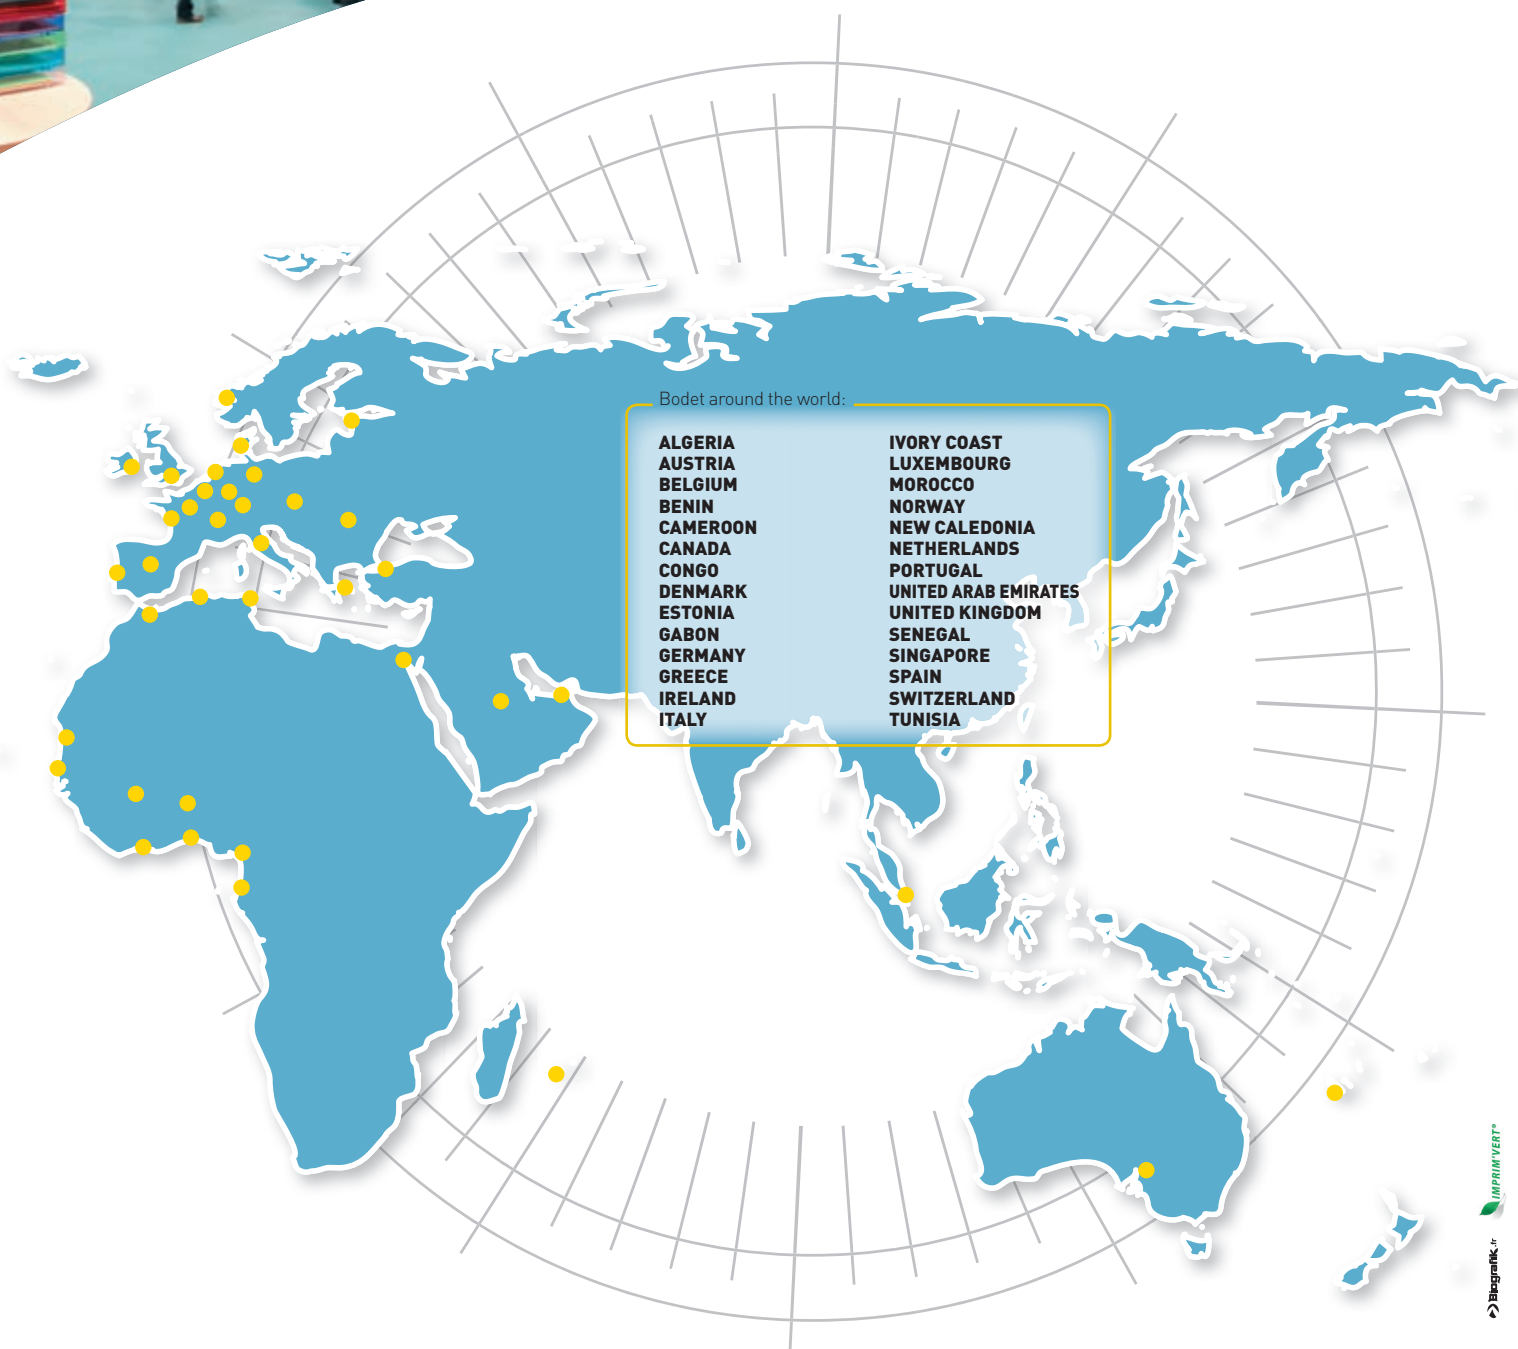 Bodet around the world:
ALGERIA
AUSTRIA
BELGIUM
BENIN
CAMEROON
CANADA
CONGO
DENMARK
ESTONIA
GABON
GERMANY
GREECE
IRELAND
ITALY
IVORY COAST
LUXEMBOURG
MOROCCO
NORWAY
NEW CALEDONIA
NETHERLANDS
PORTUGAL
UNITED ARAB EMIRATES
UNITED KINGDOM
SENEGAL
SINGAPORE
SPAIN
SWITZERLAND
TUNISIA
IMPRIM'VERT®
Biografik.fr